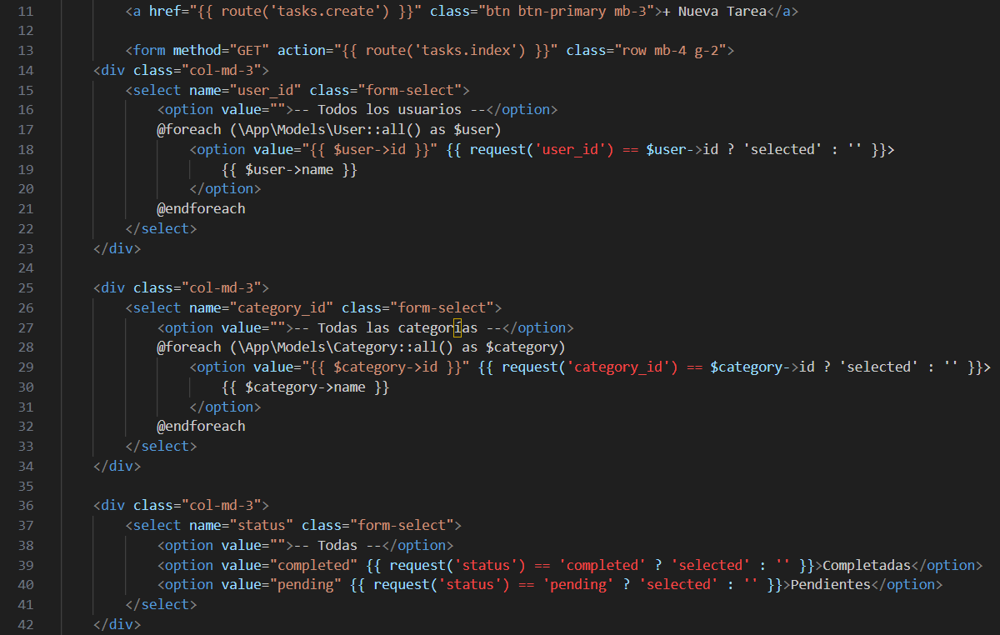 11 <a href="{{ route('tasks.create') }}" class="btn btn-primary mb-3">+ Nueva Tarea</a>
12
13 <form method="GET" action="{{ route('tasks.index') }}" class="row mb-4 g-2">
14 <div class="col-md-3">
15 <select name="user_id" class="form-select">
16 <option value="">-- Todos los usuarios --</option>
17 @foreach (\App\Models\User::all() as $user)
18 <option value="{{ $user->id }}" {{ request('user_id') == $user->id ? 'selected' : '' }}>
19 {{ $user->name }}
20 </option>
21 @endforeach
22 </select>
23 </div>
24
25 <div class="col-md-3">
26 <select name="category_id" class="form-select">
27 <option value="">-- Todas las categorías --</option>
28 @foreach (\App\Models\Category::all() as $category)
29 <option value="{{ $category->id }}" {{ request('category_id') == $category->id ? 'selected' : '' }}>
30 {{ $category->name }}
31 </option>
32 @endforeach
33 </select>
34 </div>
35
36 <div class="col-md-3">
37 <select name="status" class="form-select">
38 <option value="">-- Todas --</option>
39 <option value="completed" {{ request('status') == 'completed' ? 'selected' : '' }}>Completadas</option>
40 <option value="pending" {{ request('status') == 'pending' ? 'selected' : '' }}>Pendientes</option>
41 </select>
42 </div>